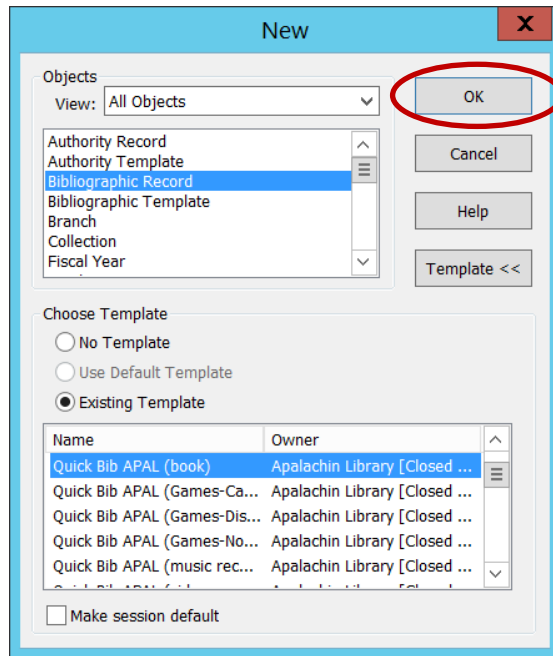 New
X
Objects
View: All Objects
OK
Authority Record
Authority Template
Bibliographic Record
Bibliographic Template
Branch
Collection
Fiscal Year
Cancel
Help
Template <<
Choose Template
No Template
Use Default Template
Existing Template
Name Owner
Quick Bib APAL (book) Apalachin Library [Closed ...
Quick Bib APAL (Games-Ca... Apalachin Library [Closed ...
Quick Bib APAL (Games-Dis... Apalachin Library [Closed ...
Quick Bib APAL (Games-No... Apalachin Library [Closed ...
Quick Bib APAL (music rec... Apalachin Library [Closed ...
Make session default